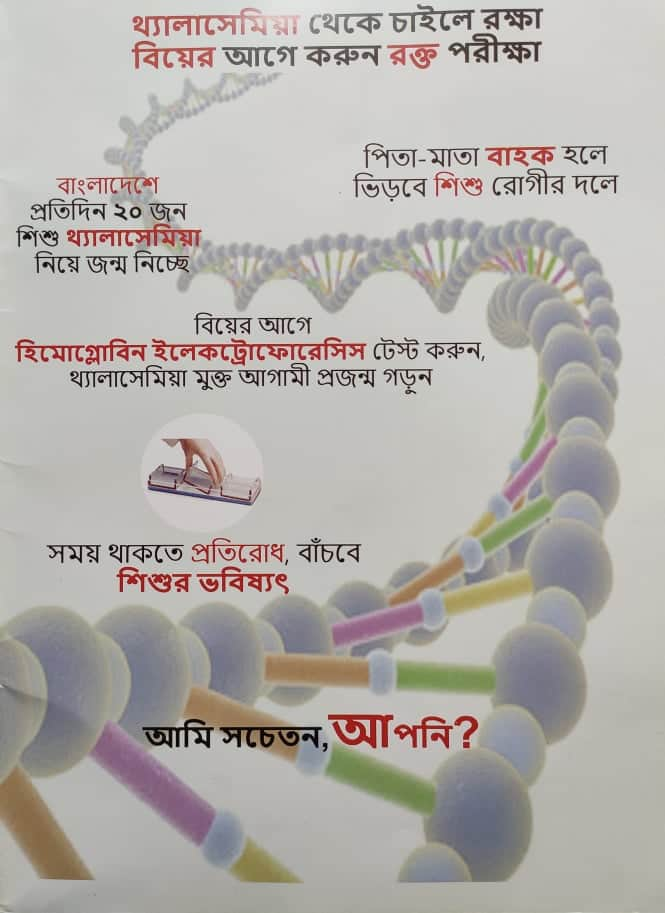 থ্যালাসেমিয়া থেকে চাইলে রক্ষা
বিয়ের আগে করুন রক্ত পরীক্ষা
পিতা-মাতা বাহক হলে
ভিড়বে শিশু রোগীর দলে
বাংলাদেশে
প্রতিদিন ২০ জন
শিশু থ্যালাসেমিয়া
নিয়ে জন্ম নিচ্ছে
বিয়ের আগে
হিমোগ্লোবিন ইলেকট্রোফোরেসিস টেস্ট করুন,
থ্যালাসেমিয়া মুক্ত আগামী প্রজন্ম গড়ুন
সময় থাকতে প্রতিরোধ, বাঁচবে
শিশুর ভবিষ্যৎ
আমি সচেতন, আপনি?